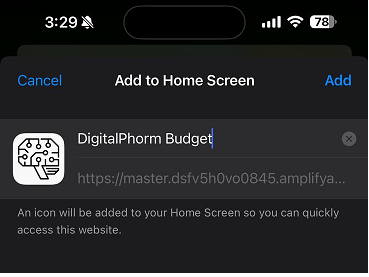 3:29
78
Cancel
Add to Home Screen
Add
DigitalPhorm Budget
https://master.dsfv5h0vo0845.amplifya...
An icon will be added to your Home Screen so you can quickly
access this website.